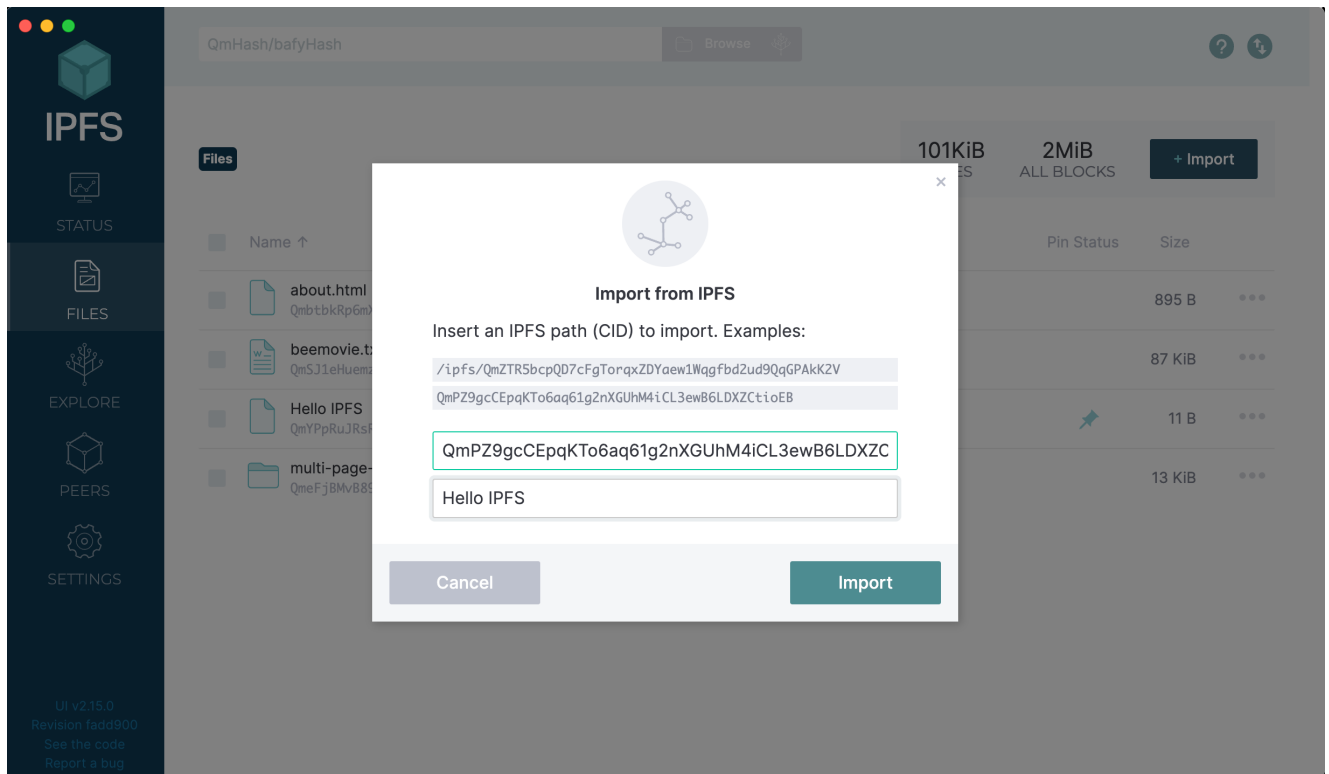 QmHash/bafyHash
Browse
IPFS
STATUS
FILES
EXPLORE
PEERS
SETTINGS
UI v2.15.0
Revision fadd900
See the code
Report a bug
Files
101KiB
2MiB
ALL BLOCKS
+ Import
Name ↑
Pin Status
Size
about.html
895 B
87 KiB
Hello IPFS
11 B
13 KiB
×
Import from IPFS
Insert an IPFS path (CID) to import. Examples:
/ipfs/QmZTR5bcpQD7cFgTorqxZDYaew1Wqgfbd2ud9QqGPAkK2V
QmPZ9gcCEpqKTo6aq61g2nXGUhM4iCL3ewB6LDXZCtioEB
QmPZ9gcCEpqKTo6aq61g2nXGUhM4iCL3ewB6LDXZC
Hello IPFS
Cancel
Import